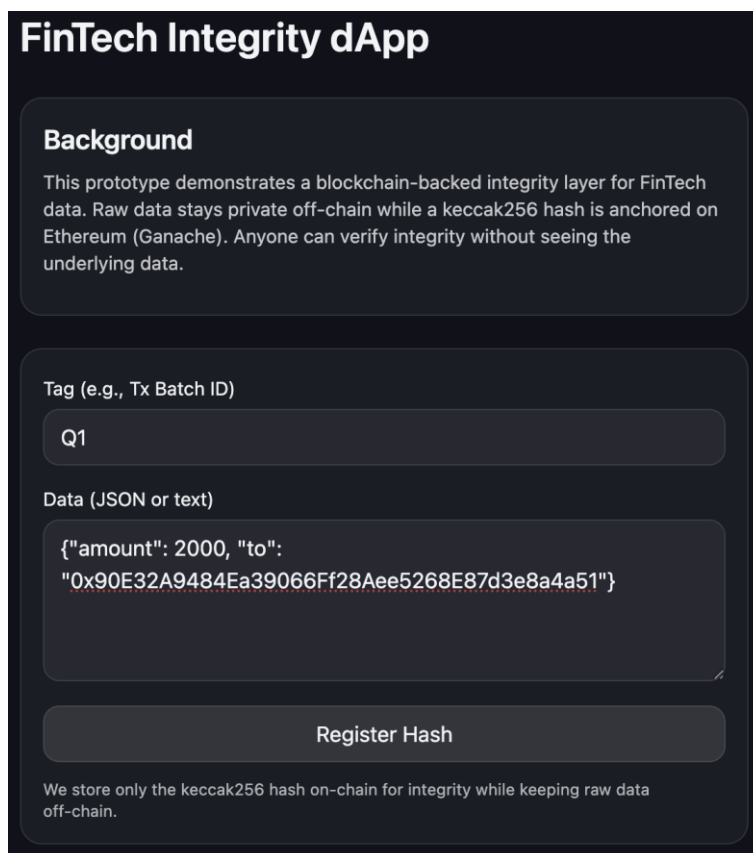 FinTech Integrity dApp
Background
This prototype demonstrates a blockchain-backed integrity layer for FinTech
data. Raw data stays private off-chain while a keccak256 hash is anchored on
Ethereum (Ganache). Anyone can verify integrity without seeing the
underlying data.
Tag (e.g., Tx Batch ID)
Q1
Data (JSON or text)
{"amount": 2000, "to":
"0x90E32A9484Ea39066Ff28Aee5268E87d3e8a4a51"}
Register Hash
We store only the keccak256 hash on-chain for integrity while keeping raw data
off-chain.